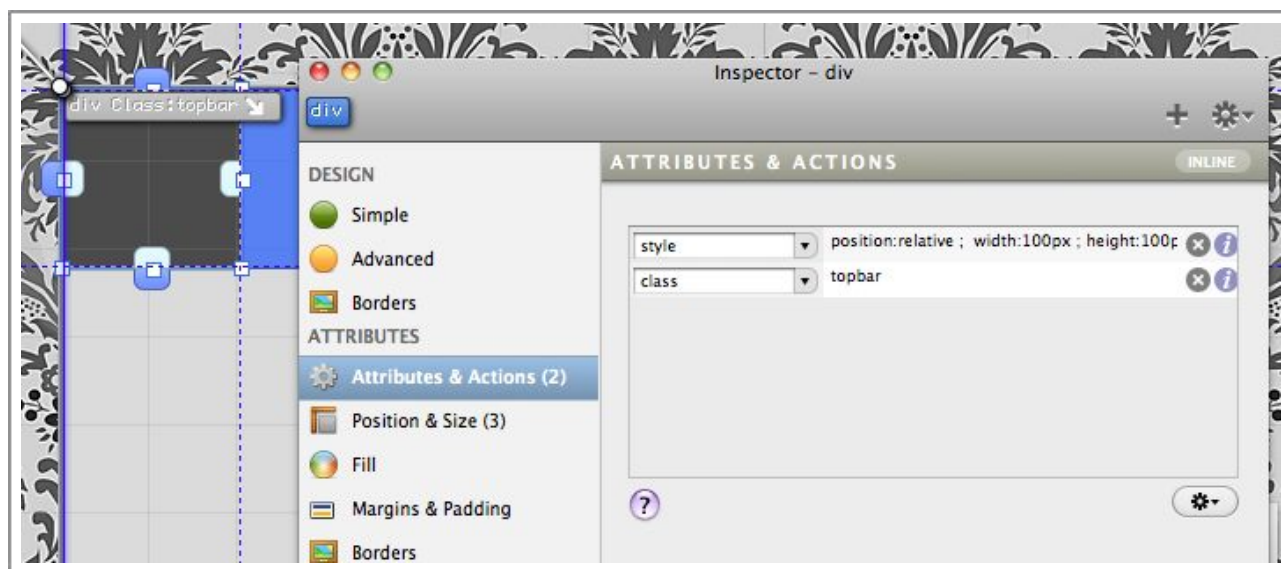 Inspector – div
div Class:topbar
div
DESIGN
Simple
Advanced
Borders
ATTRIBUTES
Attributes & Actions (2)
Position & Size (3)
Fill
Margins & Padding
Borders
ATTRIBUTES & ACTIONS
INLINE
style
position:relative ; width:100px ; height:100p
class
topbar
?